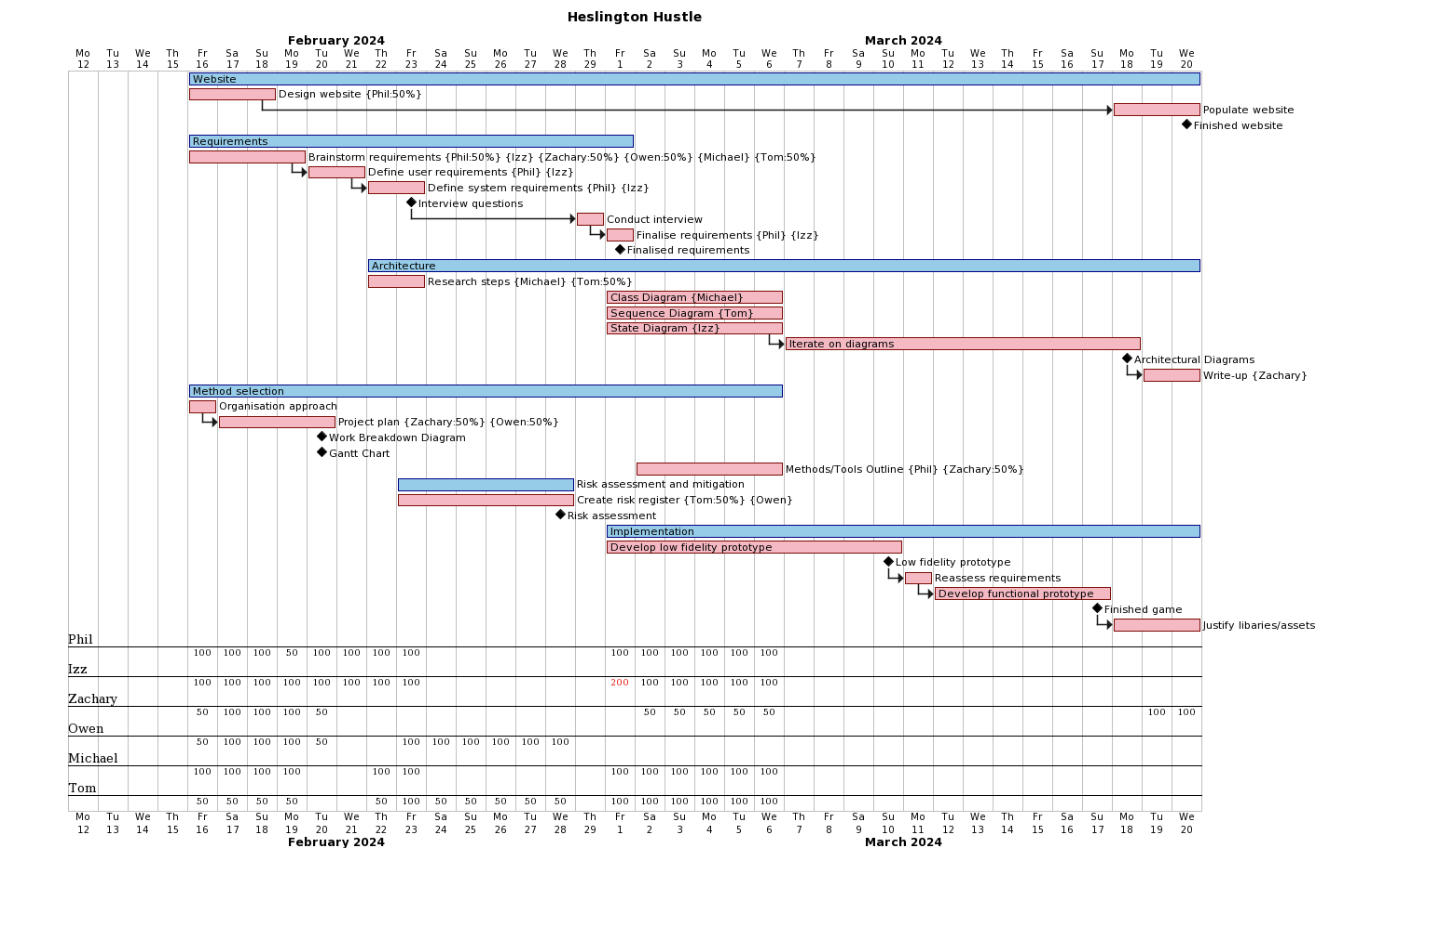 Heslington Hustle
February 2024 March 2024
Mo Tu We Th Fr Sa Su Mo Tu We Th Fr Sa Su Mo Tu We Th Fr Sa Su Mo Tu We Th Fr Sa Su Mo Tu We Th Fr Sa Su Mo Tu We
12 13 14 15 16 17 18 19 20 21 22 23 24 25 26 27 28 29 1 2 3 4 5 6 7 8 9 10 11 12 13 14 15 16 17 18 19 20
Website
Design website {Phil:50%}
Populate website
Finished website
Requirements
Brainstorm requirements {Phil:50%} {Izz} {Zachary:50%} {Owen:50%} {Michael} {Tom:50%}
Define user requirements {Phil} {Izz}
Define system requirements {Phil} {Izz}
Interview questions
Conduct interview
Finalise requirements {Phil} {Izz}
Finalised requirements
Architecture
Research steps {Michael} {Tom:50%}
Class Diagram {Michael}
Sequence Diagram {Tom}
State Diagram {Izz}
Iterate on diagrams
Architectural Diagrams
Write-up {Zachary}
Method selection
Organisation approach
Project plan {Zachary:50%} {Owen:50%}
Work Breakdown Diagram
Gantt Chart
Methods/Tools Outline {Phil} {Zachary:50%}
Risk assessment and mitigation
Create risk register {Tom:50%} {Owen}
Risk assessment
Implementation
Develop low fidelity prototype
Low fidelity prototype
Reassess requirements
Develop functional prototype
Finished game
Justify libaries/assets
Phil
100 100 100 50 100 100 100 100 100 100 100 100 100 100
Izz
100 100 100 100 100 100 100 100 200 100 100 100 100 100
Zachary
50 100 100 100 50 50 50 50 50 50 100 100
Owen
50 100 100 100 50 100 100 100 100 100 100
Michael
100 100 100 100 100 100 100 100 100 100 100 100
Tom
50 50 50 50 50 100 50 50 50 50 50 100 100 100 100 100 100
Mo Tu We Th Fr Sa Su Mo Tu We Th Fr Sa Su Mo Tu We Th Fr Sa Su Mo Tu We Th Fr Sa Su Mo Tu We Th Fr Sa Su Mo Tu We
12 13 14 15 16 17 18 19 20 21 22 23 24 25 26 27 28 29 1 2 3 4 5 6 7 8 9 10 11 12 13 14 15 16 17 18 19 20
February 2024 March 2024